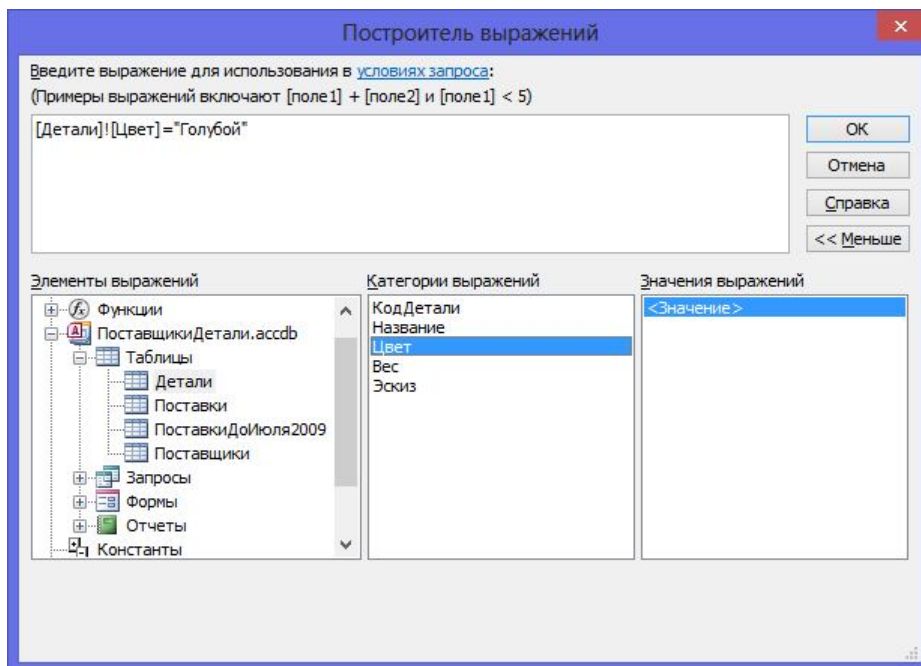 Построитель выражений
Введите выражение для использования в условиях запроса:
(Примеры выражений включают [поле1] + [поле2] и [поле1] < 5)
[Детали]![Цвет]="Голубой"
ОК
Отмена
Справка
<< Меньше
Элементы выражений
Функции
ПоставщикиДетали.accdb
Таблицы
Детали
Поставки
ПоставкиДоИюля2009
Поставщики
Запросы
Формы
Отчеты
Константы
Категории выражений
КодДетали
Название
Цвет
Вес
Эскиз
Значения выражений
<Значение>